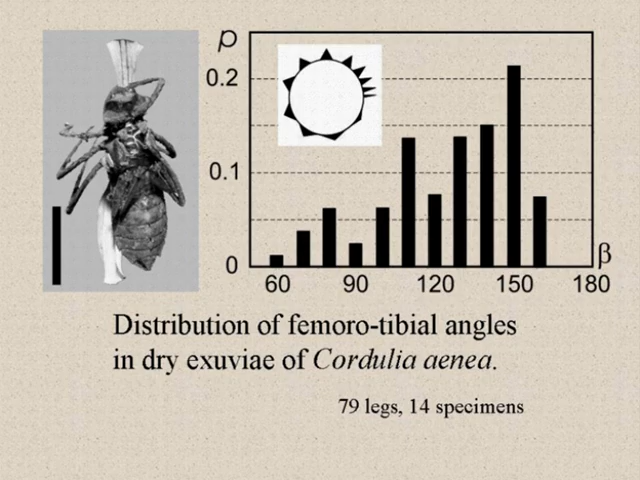 ρ
0.2
0.1
0
60 90 120 150 180
β
Distribution of femoro-tibial angles
in dry exuviae of Cordulia aenea.
79 legs, 14 specimens